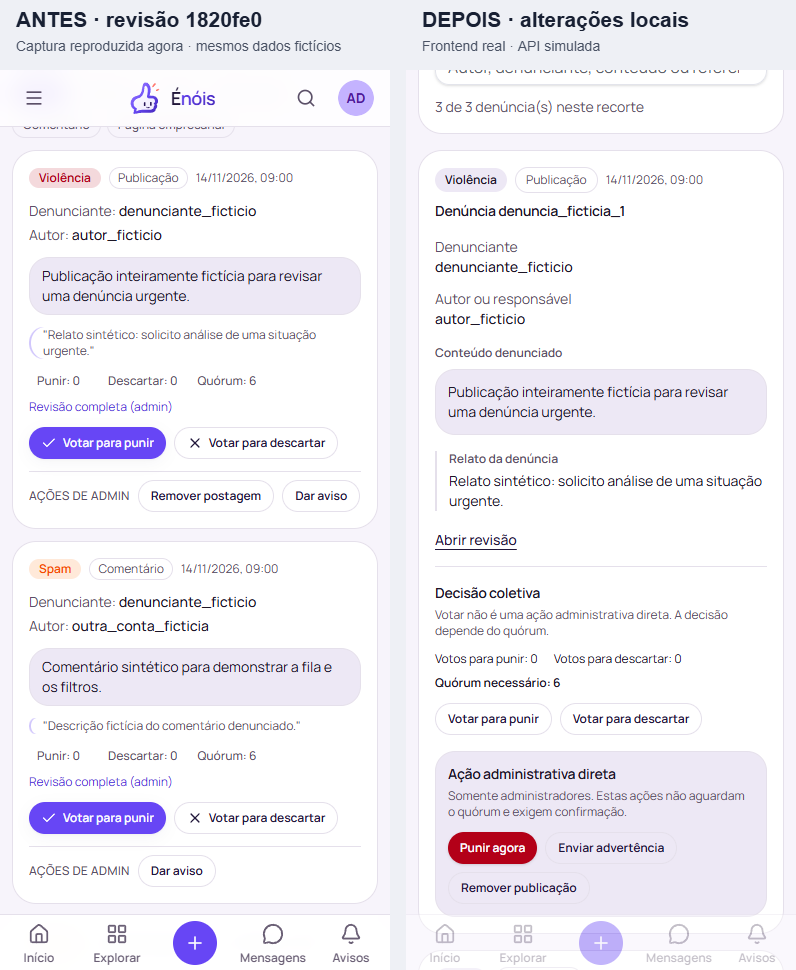 ANTES · revisão 1820fe0
Captura reproduzida agora · mesmos dados fictícios
Énóis
AD
Comentário
Página empresarial
Violência
Publicação
14/11/2026, 09:00
Denunciante: denunciante_ficticio
Autor: autor_ficticio
Publicação inteiramente fictícia para revisar
uma denúncia urgente.
"Relato sintético: solicito análise de uma situação
urgente."
Punir: 0
Descartar: 0
Quórum: 6
Revisão completa (admin)
Votar para punir
Votar para descartar
AÇÕES DE ADMIN
Remover postagem
Dar aviso
Spam
Comentário
14/11/2026, 09:00
Denunciante: denunciante_ficticio
Autor: outra_conta_ficticia
Comentário sintético para demonstrar a fila e
os filtros.
"Descrição fictícia do comentário denunciado."
Punir: 0
Descartar: 0
Quórum: 6
Revisão completa (admin)
Votar para punir
Votar para descartar
AÇÕES DE ADMIN
Dar aviso
Início
Explorar
Mensagens
Avisos
DEPOIS · alterações locais
Frontend real · API simulada
Autor, denunciante, conteúdo ou referê
3 de 3 denúncia(s) neste recorte
Violência
Publicação
14/11/2026, 09:00
Denúncia denuncia_ficticia_1
Denunciante
denunciante_ficticio
Autor ou responsável
autor_ficticio
Conteúdo denunciado
Publicação inteiramente fictícia para revisar
uma denúncia urgente.
Relato da denúncia
Relato sintético: solicito análise de uma situação
urgente.
Abrir revisão
Decisão coletiva
Votar não é uma ação administrativa direta. A decisão
depende do quórum.
Votos para punir: 0
Votos para descartar: 0
Quórum necessário: 6
Votar para punir
Votar para descartar
Ação administrativa direta
Somente administradores. Estas ações não aguardam
o quórum e exigem confirmação.
Punir agora
Enviar advertência
Remover publicação
Início
Explorar
Mensagens
Avisos